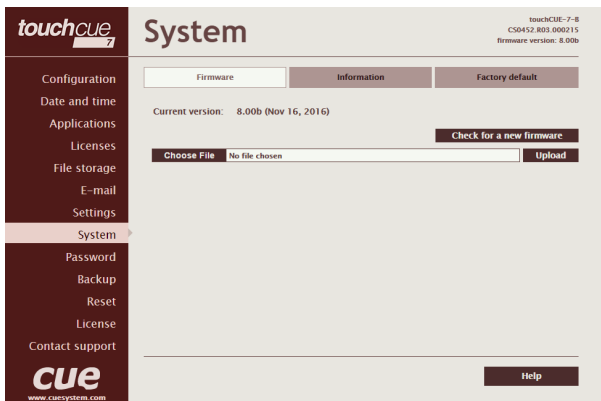 touchcue
7
System
touchCUE-7-B
CS0452.R03.000215
firmware version: 8.00b
Configuration
Date and time
Applications
Licenses
File storage
E-mail
Settings
System
Password
Backup
Reset
License
Contact support
cue
www.cuesystem.com
Firmware
Information
Factory default
Current version: 8.00b (Nov 16, 2016)
Check for a new firmware
Choose File No file chosen
Upload
Help